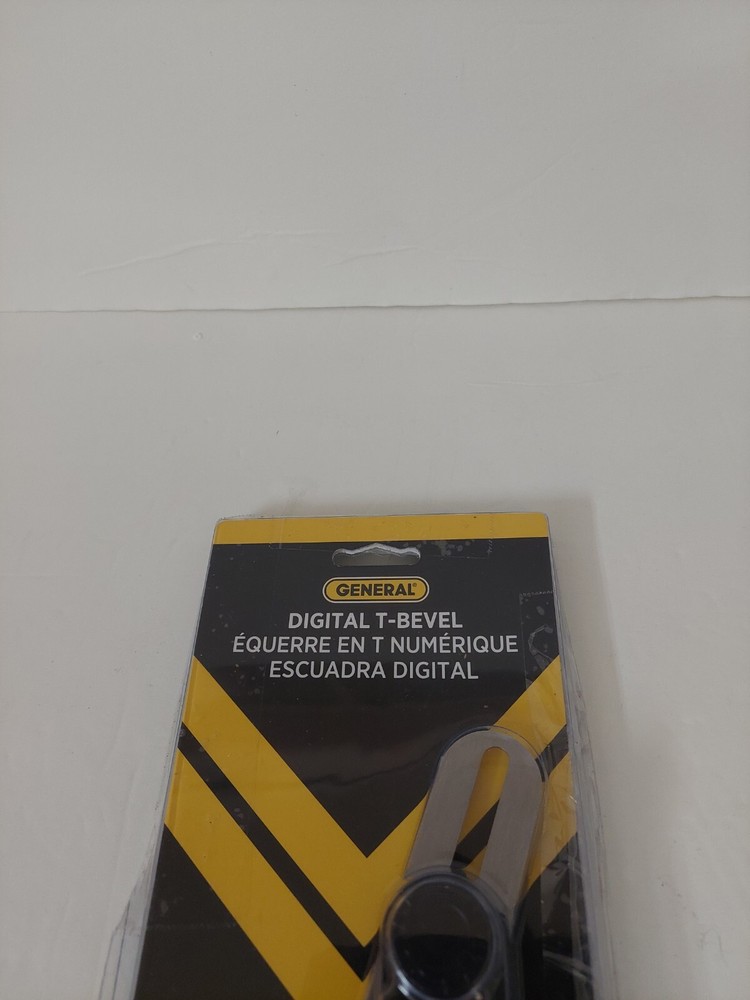 GENERAL®
DIGITAL T-BEVEL
ÉQUERRE EN T NUMÉRIQUE
ESCUADRA DIGITAL